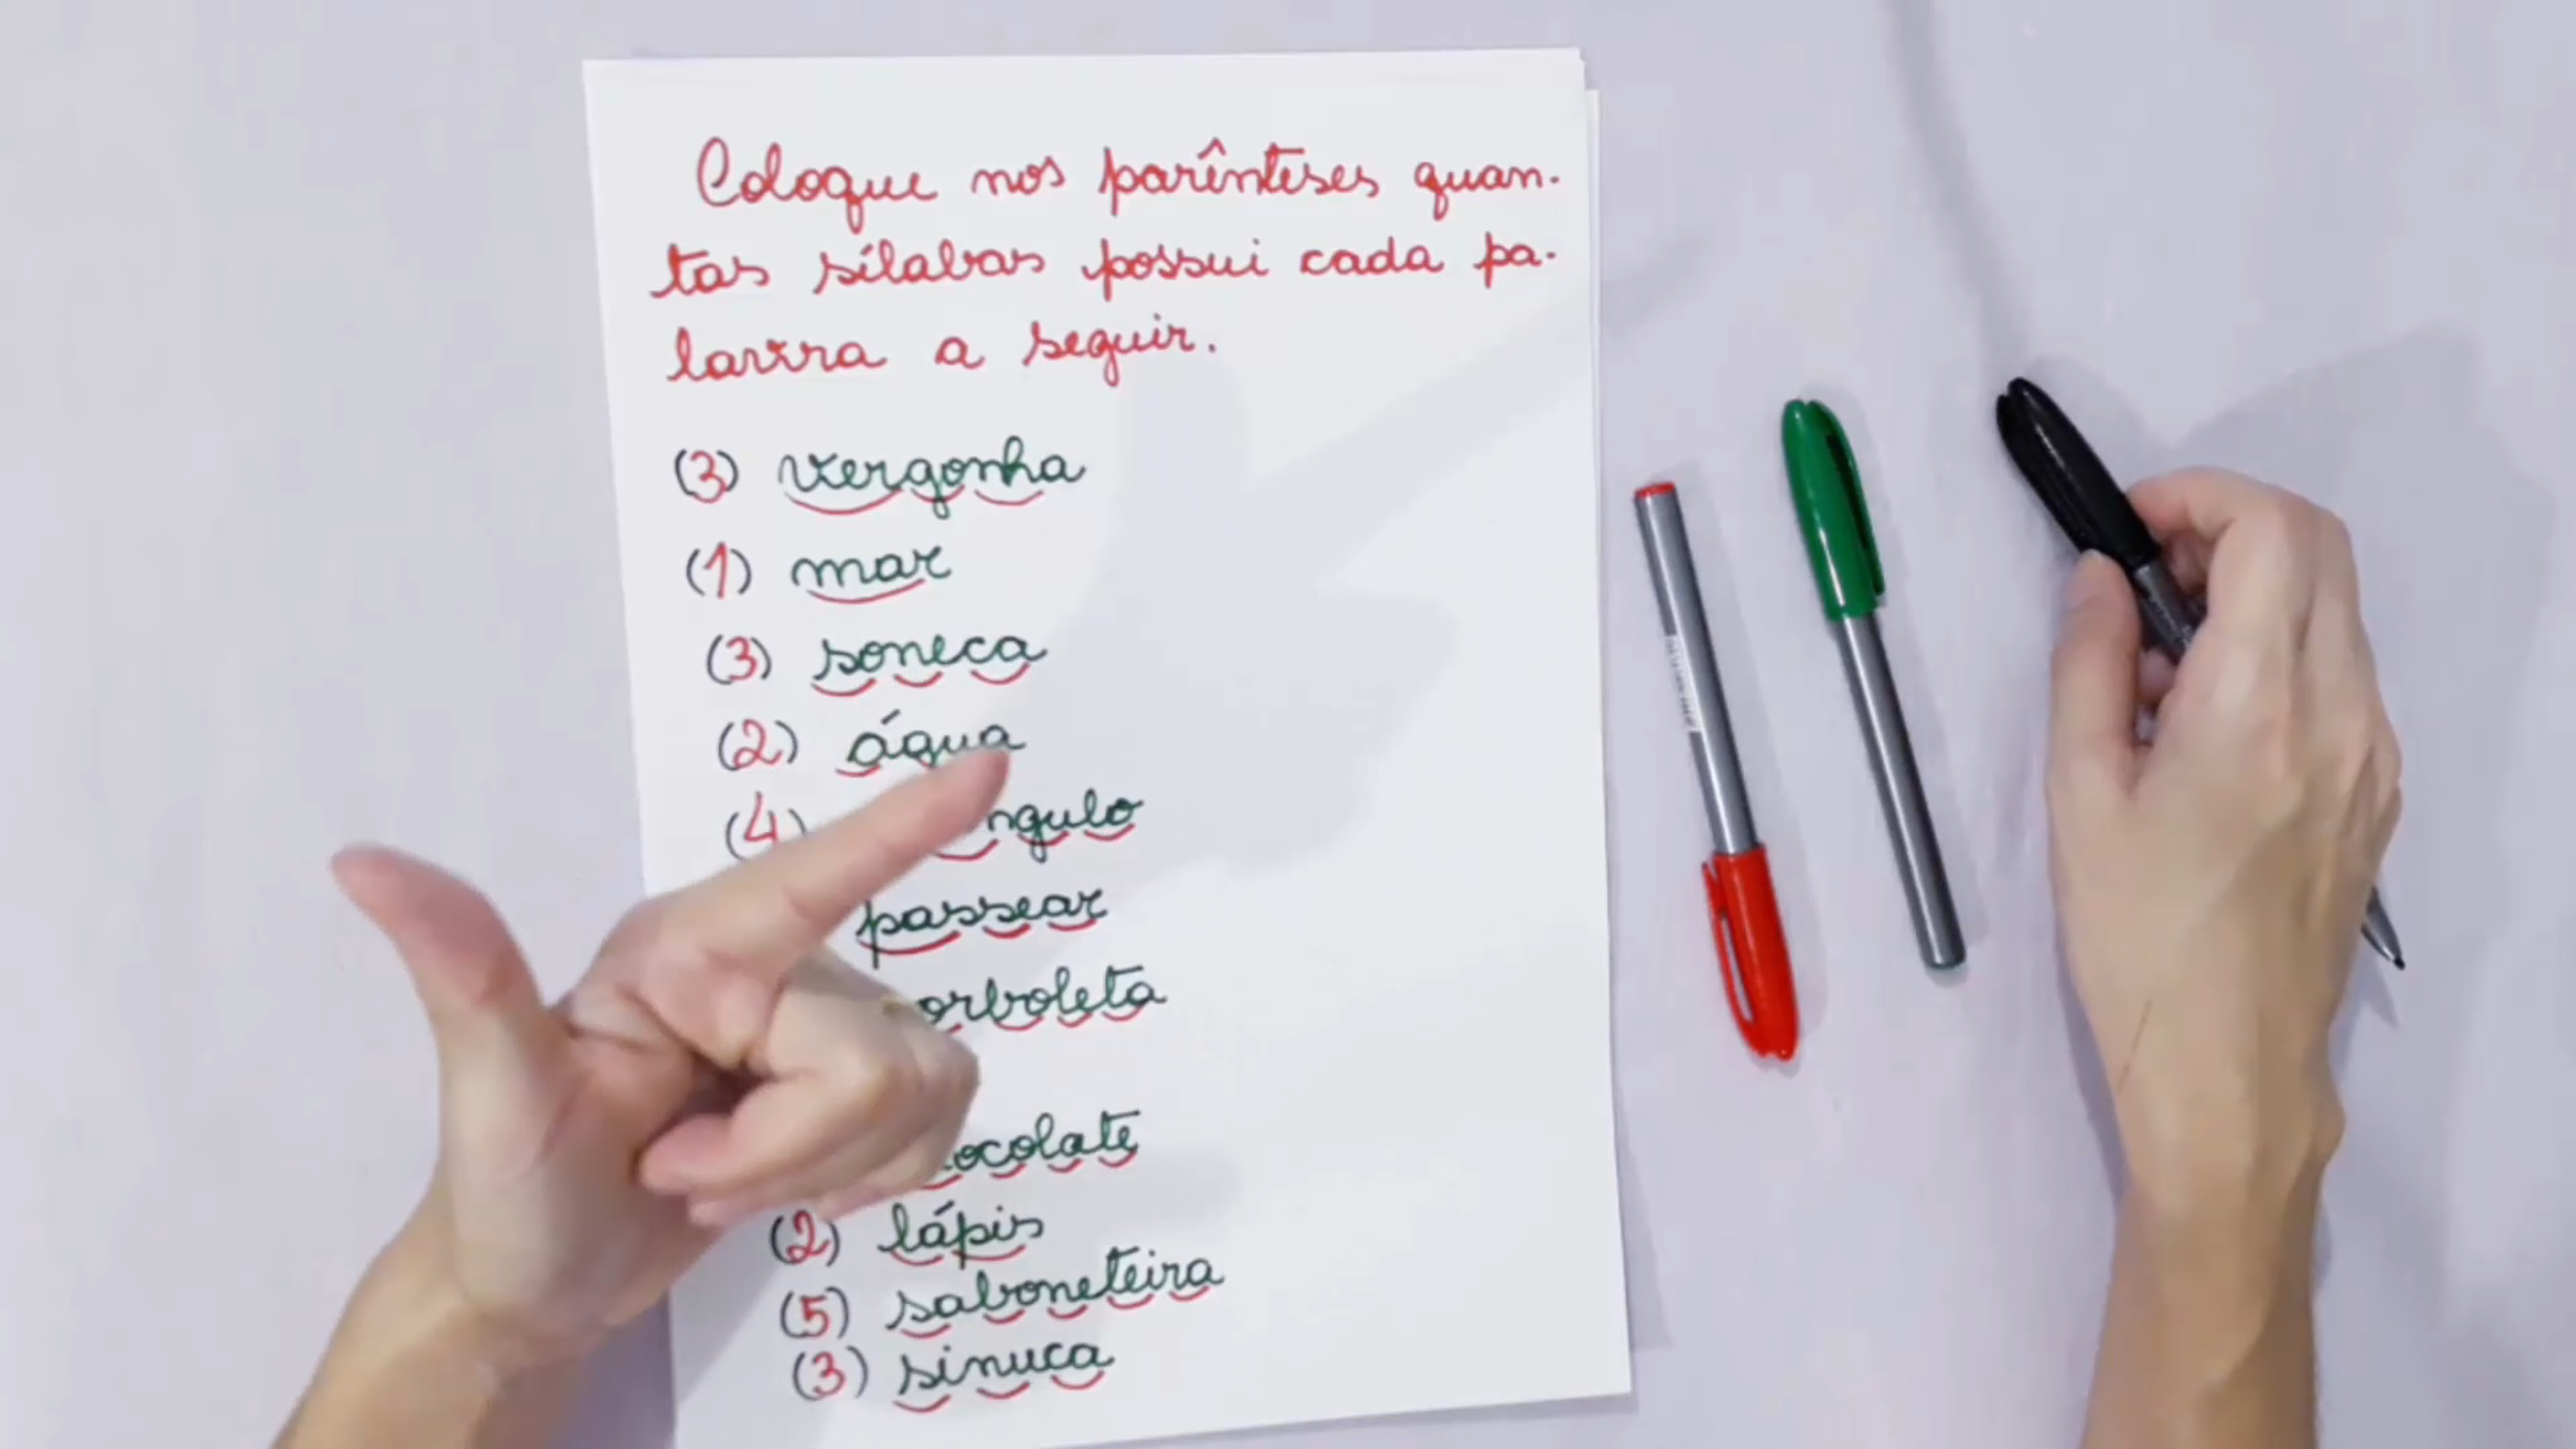 Coloque nos parênteses quan-
tas sílabas possui cada pa-
lavra a seguir.
(3) vergonha
(1) mar
(3) soneca
(2) água
(4)
passear
(2) lápis
(5) saboneteira
(3) sinuca